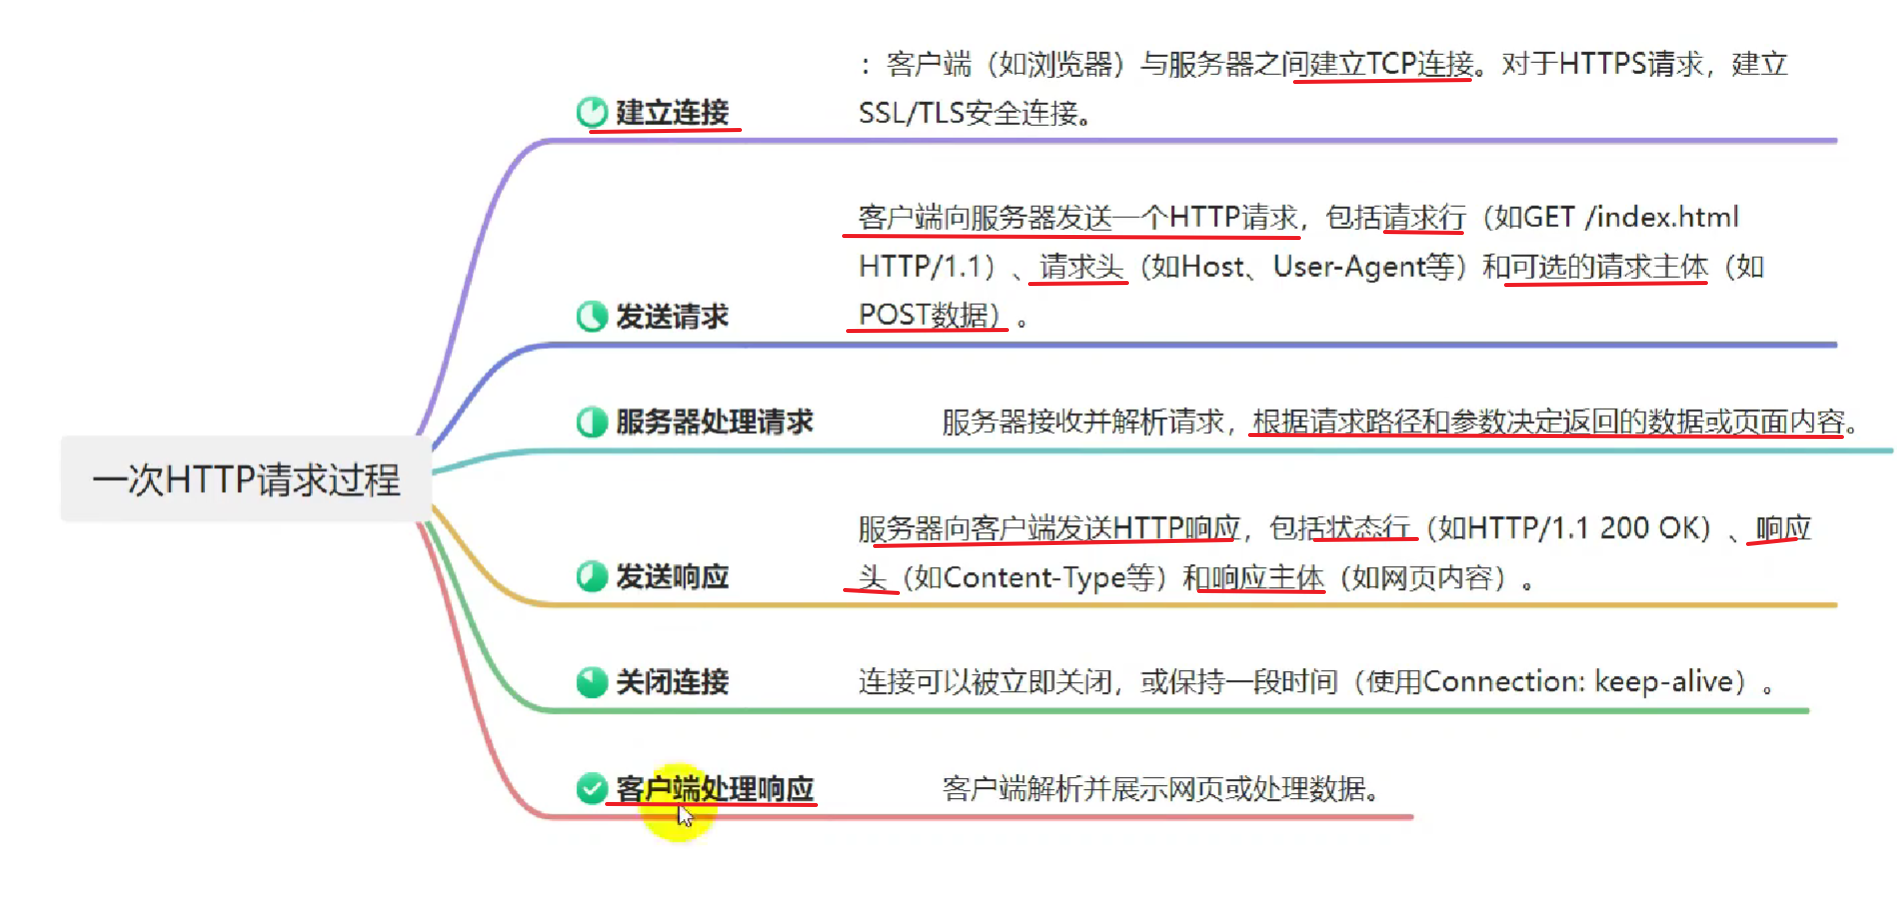 一次HTTP请求过程
建立连接
：客户端（如浏览器）与服务器之间建立TCP连接。对于HTTPS请求，建立
SSL/TLS安全连接。
发送请求
客户端向服务器发送一个HTTP请求，包括请求行（如GET /index.html
HTTP/1.1）、请求头（如Host、User-Agent等）和可选的请求主体（如
POST数据）。
服务器处理请求
服务器接收并解析请求，根据请求路径和参数决定返回的数据或页面内容。
发送响应
服务器向客户端发送HTTP响应，包括状态行（如HTTP/1.1 200 OK）、响应
头（如Content-Type等）和响应主体（如网页内容）。
关闭连接
连接可以被立即关闭，或保持一段时间（使用Connection: keep-alive）。
客户端处理响应
客户端解析并展示网页或处理数据。